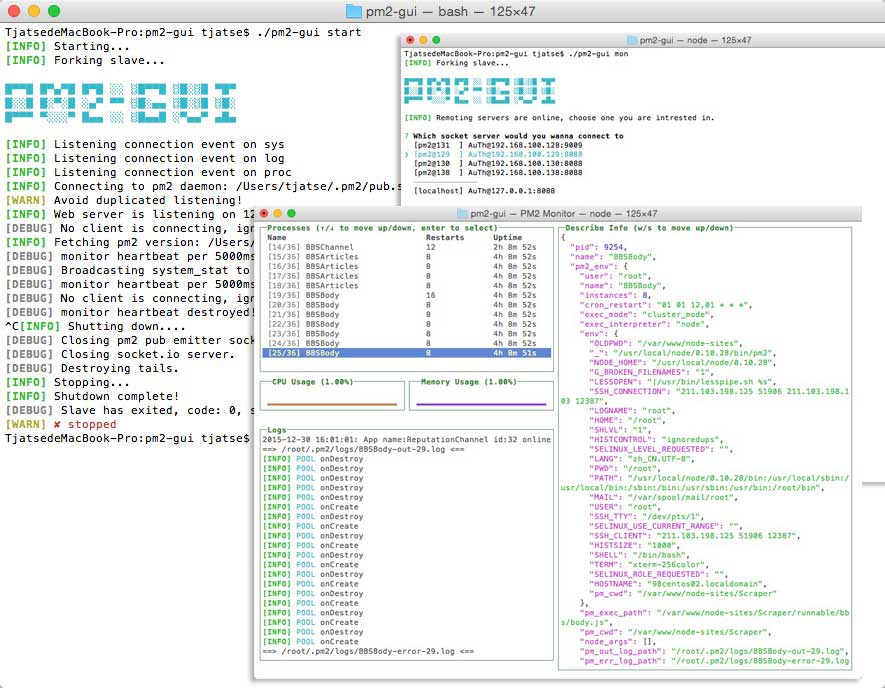 pm2-gui — bash — 125×47
TjatsedeMacBook-Pro:pm2-gui tjatse$ ./pm2-gui start
[INFO] Starting...
[INFO] Forking slave...
[INFO] Listening connection event on sys
[INFO] Listening connection event on log
[INFO] Listening connection event on proc
[INFO] Connecting to pm2 daemon: /Users/tjatse/.pm2/pub.s
[WARN] Avoid duplicated listening!
[INFO] Web server is listening on 12
[DEBUG] No client is connecting, ign
[INFO] Fetching pm2 version: /Users/
[DEBUG] monitor heartbeat per 5000ms
[DEBUG] Broadcasting system_stat to
[DEBUG] monitor heartbeat per 5000ms
[DEBUG] No client is connecting, ign
[DEBUG] monitor heartbeat destroyed!
^C[INFO] Shutting down....
[DEBUG] Closing pm2 pub emitter sock
[DEBUG] Closing socket.io server.
[DEBUG] Destroying tails.
[INFO] Stopping...
[INFO] Shutdown complete!
[DEBUG] Slave has exited, code: 0, s
[WARN] ✘ stopped
TjatsedeMacBook-Pro:pm2-gui tjatse$
pm2-gui — node — 125×47
TjatsedeMacBook-Pro:pm2-gui tjatse$ ./pm2-gui mon
[INFO] Forking slave...
[INFO] Remoting servers are online, choose one you are intrested in.
? Which socket server would you wanna connect to
[pm2@131 ] AuTh@192.168.100.128:9009
❯ [pm2@129 ] AuTh@192.168.100.129:8088
[pm2@130 ] AuTh@192.168.100.130:8088
[pm2@138 ] AuTh@192.168.100.138:8088
[localhost] AuTh@127.0.0.1:8088
pm2-gui — PM2 Monitor — node — 125×47
Processes (↑/↓ to move up/down, enter to select)
Name Restarts Uptime
[14/36] BBSChannel 12 2h 8m 52s
[15/36] BBSArticles 8 4h 8m 52s
[16/36] BBSArticles 8 4h 8m 52s
[17/36] BBSArticles 8 4h 8m 52s
[18/36] BBSArticles 8 4h 8m 52s
[19/36] BBSBody 16 4h 8m 52s
[20/36] BBSBody 8 4h 8m 52s
[21/36] BBSBody 8 4h 8m 52s
[22/36] BBSBody 8 4h 8m 52s
[23/36] BBSBody 8 4h 8m 52s
[24/36] BBSBody 8 4h 8m 52s
[25/36] BBSBody 8 4h 8m 51s
CPU Usage (1.00%)
Memory Usage (1.08%)
Logs
2015-12-30 16:01:01: App name:ReputationChannel id:32 online
==> /root/.pm2/logs/BBSBody-out-29.log <==
[INFO] POOL onDestroy
[INFO] POOL onDestroy
[INFO] POOL onDestroy
[INFO] POOL onDestroy
[INFO] POOL onDestroy
[INFO] POOL onCreate
[INFO] POOL onDestroy
[INFO] POOL onCreate
[INFO] POOL onCreate
[INFO] POOL onDestroy
[INFO] POOL onDestroy
[INFO] POOL onDestroy
[INFO] POOL onCreate
[INFO] POOL onCreate
[INFO] POOL onDestroy
[INFO] POOL onCreate
[INFO] POOL onCreate
[INFO] POOL onDestroy
[INFO] POOL onDestroy
[INFO] POOL onCreate
==> /root/.pm2/logs/BBSBody-error-29.log <==
Describe Info (w/s to move up/down)
{
"pid": 9254,
"name": "BBSBody",
"pm2_env": {
"user": "root",
"name": "BBSBody",
"instances": 8,
"cron_restart": "01 01 12,01 * * *",
"exec_mode": "cluster_mode",
"exec_interpreter": "node",
"env": {
"OLDPWD": "/var/www/node-sites",
"_": "/usr/local/node/0.10.28/bin/pm2",
"NODE_HOME": "/usr/local/node/0.10.28",
"G_BROKEN_FILENAMES": "1",
"LESSOPEN": "|/usr/bin/lesspipe.sh %s",
"SSH_CONNECTION": "211.103.198.125 51906 211.103.198.1
03 12387",
"LOGNAME": "root",
"HOME": "/root",
"SHLVL": "1",
"HISTCONTROL": "ignoredups",
"SELINUX_LEVEL_REQUESTED": "",
"LANG": "zh_CN.UTF-8",
"PWD": "/root",
"PATH": "/usr/local/node/0.10.28/bin:/usr/local/sbin:/
usr/local/bin:/sbin:/bin:/usr/sbin:/usr/bin:/root/bin",
"MAIL": "/var/spool/mail/root",
"USER": "root",
"SSH_TTY": "/dev/pts/1",
"SELINUX_USE_CURRENT_RANGE": "",
"SSH_CLIENT": "211.103.198.125 51906 12387",
"HISTSIZE": "1000",
"SHELL": "/bin/bash",
"TERM": "xterm-256color",
"SELINUX_ROLE_REQUESTED": "",
"HOSTNAME": "98centos02.localdomain",
"pm_cwd": "/var/www/node-sites/Scraper"
},
"pm_exec_path": "/var/www/node-sites/Scraper/runnable/bb
s/body.js",
"pm_cwd": "/var/www/node-sites/Scraper",
"node_args": [],
"pm_out_log_path": "/root/.pm2/logs/BBSBody-out-29.log",
"pm_err_log_path": "/root/.pm2/logs/BBSBody-error-29.log